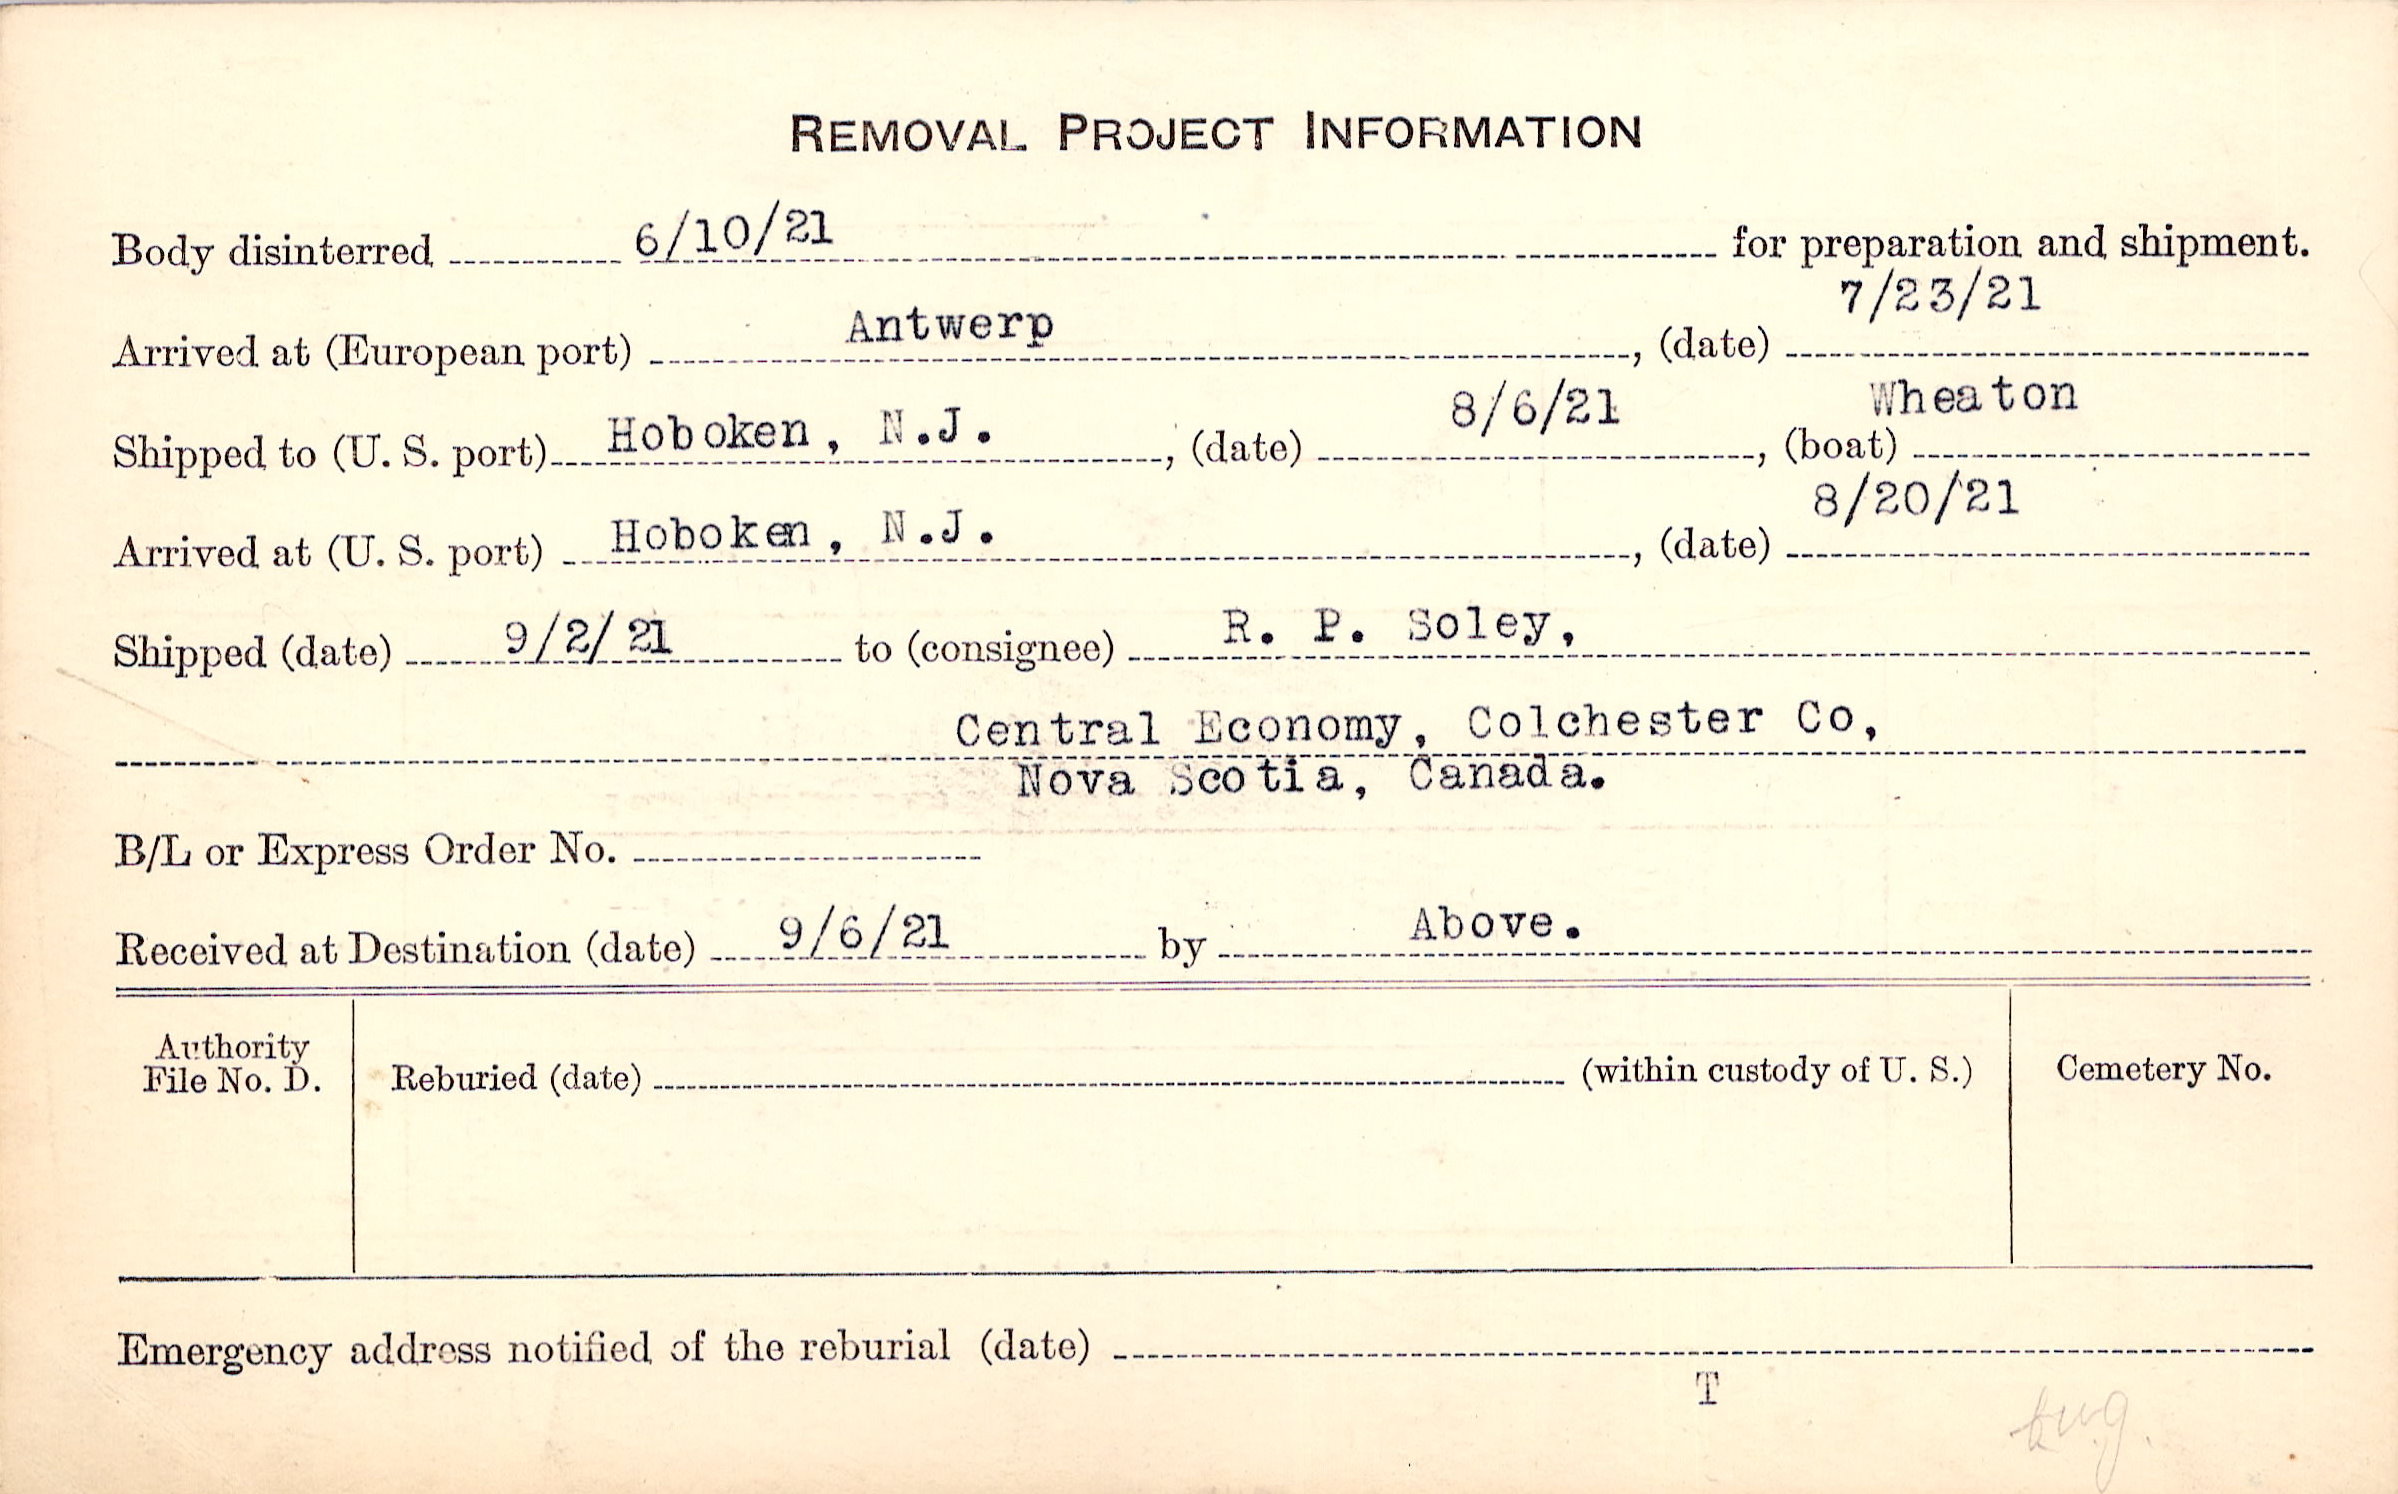 REMOVAL PROJECT INFORMATION
Body disinterred 6/10/21 for preparation and shipment.
Arrived at (European port) Antwerp, (date) 7/23/21
Shipped to (U. S. port) Hoboken, N.J., (date) 8/6/21, (boat) Wheaton
Arrived at (U. S. port) Hoboken, N.J., (date) 8/20/21
Shipped (date) 9/2/21 to (consignee) R. P. Soley,
Central Economy, Colchester Co,
Nova Scotia, Canada.
B/L or Express Order No.
Received at Destination (date) 9/6/21 by Above.
Authority
File No. D.
Reburied (date) (within custody of U. S.)
Cemetery No.
Emergency address notified of the reburial (date)
T